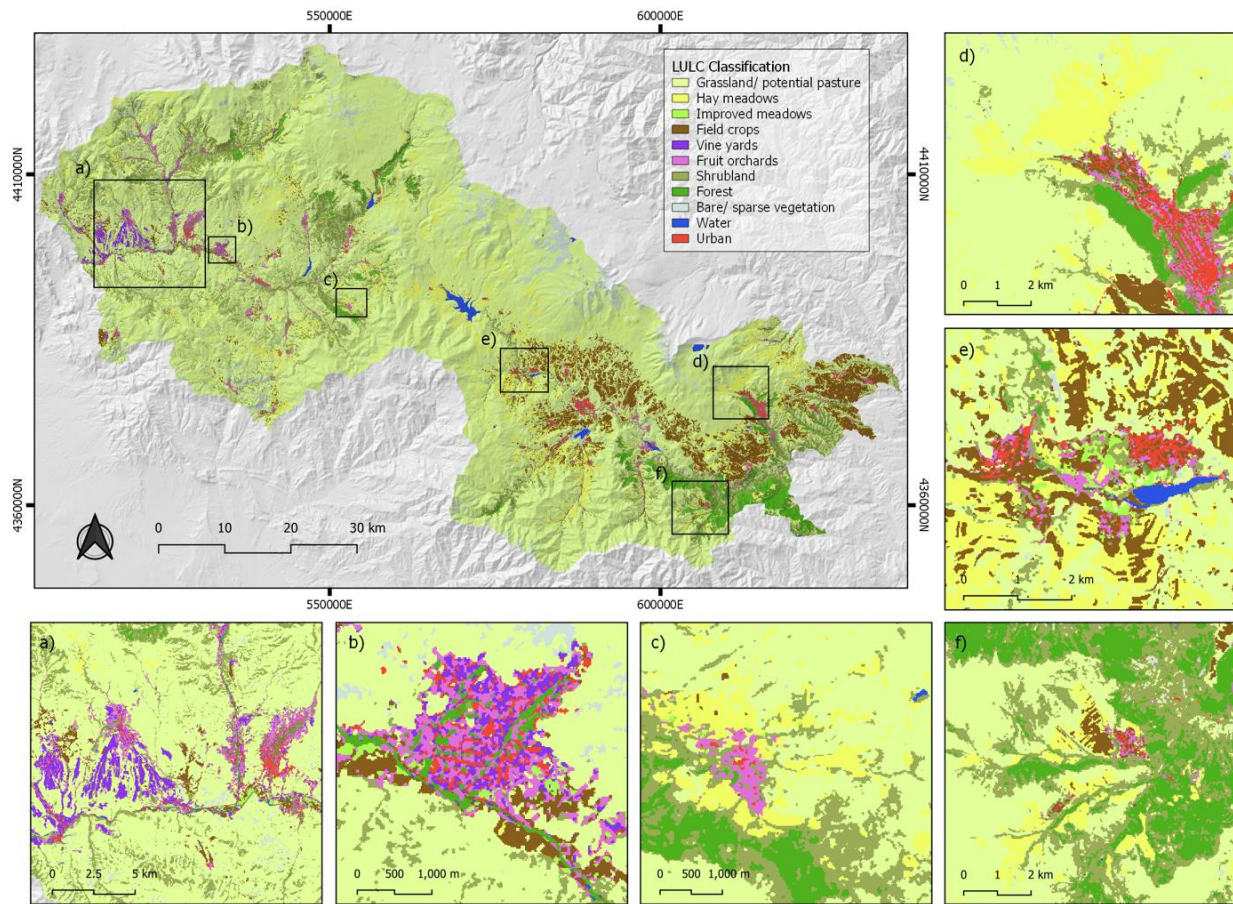 550000E
600000E
4410000N
4360000N
LULC Classification
Grassland/ potential pasture
Hay meadows
Improved meadows
Field crops
Vine yards
Fruit orchards
Shrubland
Forest
Bare/ sparse vegetation
Water
Urban
a)
b)
c)
e)
d)
f)
0 10 20 30 km
4410000N
4360000N
550000E
600000E
d)
0 1 2 km
e)
0 1 2 km
a)
0 2.5 5 km
b)
0 500 1,000 m
c)
0 500 1,000 m
f)
0 1 2 km